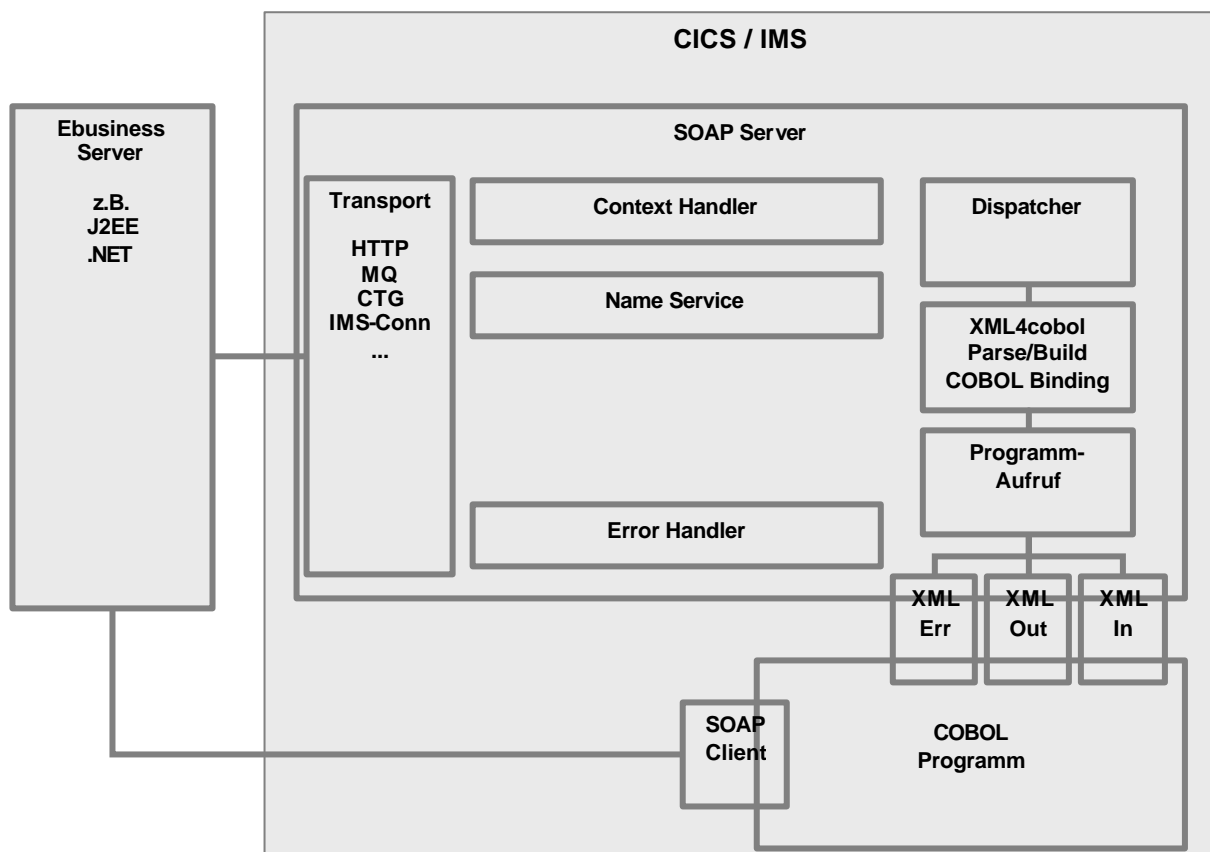 CICS / IMS
Ebusiness
Server
z.B.
J2EE
.NET
SOAP Server
Transport
HTTP
MQ
CTG
IMS-Conn
...
Context Handler
Name Service
Error Handler
Dispatcher
XML4cobol
Parse/Build
COBOL Binding
Programm-
Aufruf
XML
Err
XML
Out
XML
In
SOAP
Client
COBOL
Programm